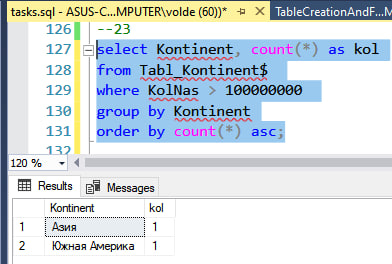 tasks.sql - ASUS-C...MPUTER\volde (60))*
TableCreationAndF...M
126
--23
127
select Kontinent, count(*) as kol
128
from Tabl_Kontinent$
129
where KolNas > 100000000
130
group by Kontinent
131
order by count(*) asc;
120 %
Results
Messages
Kontinent
kol
1
Азия
1
2
Южная Америка
1